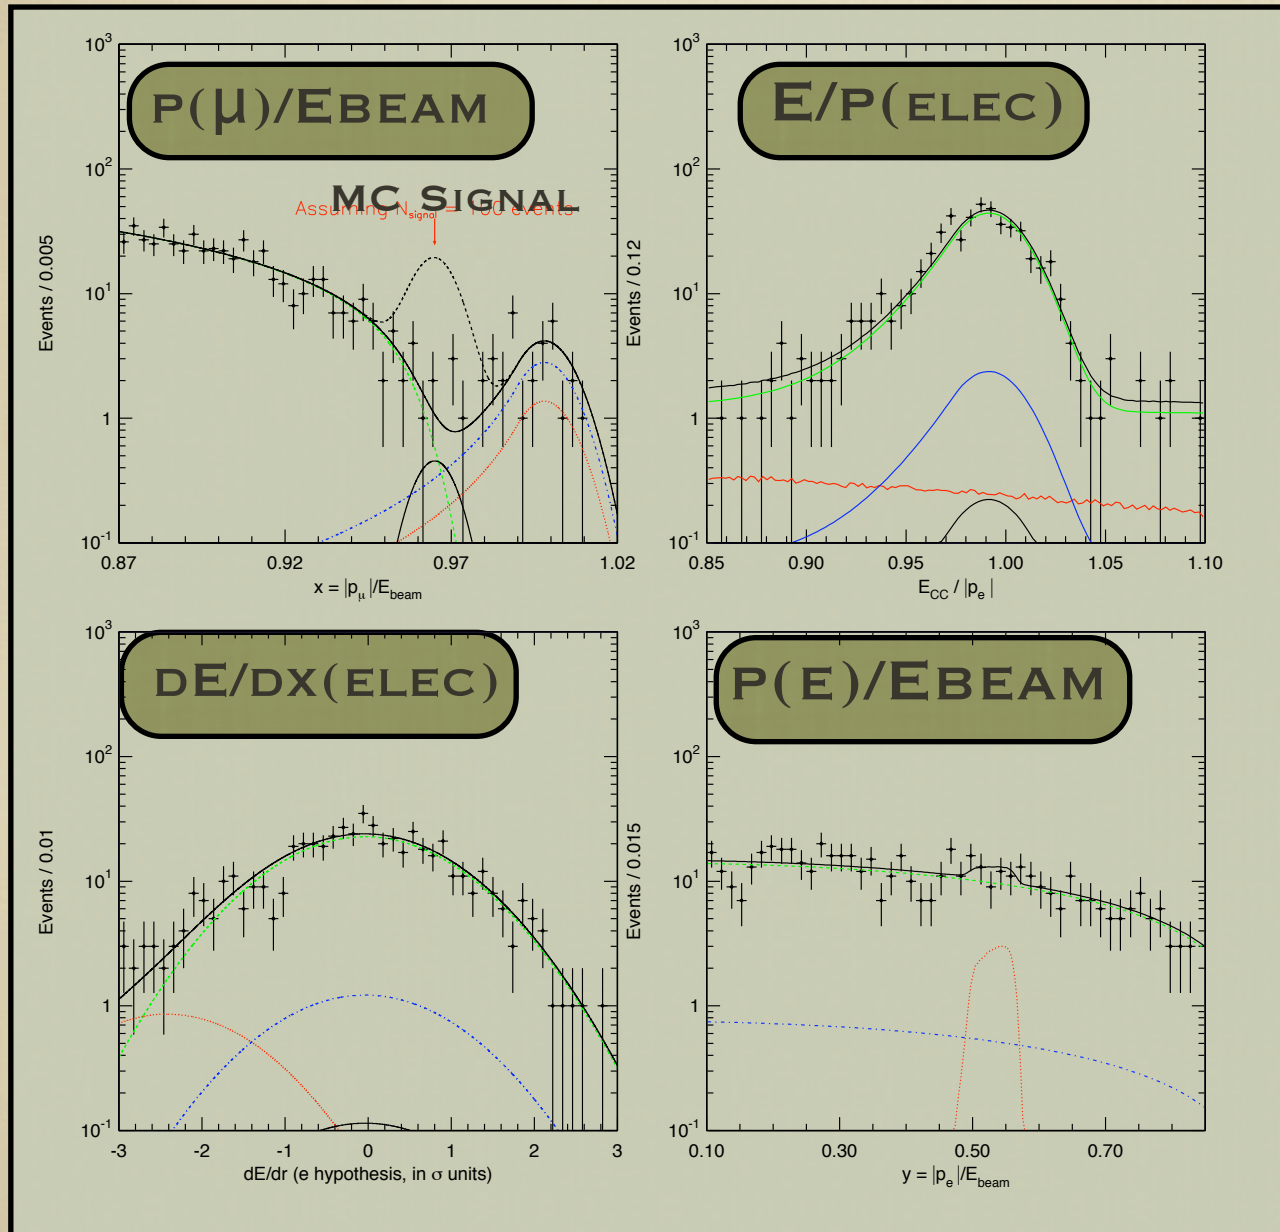 10³
P(μ)/EBEAM
10²
MC SIGNAL
Assuming N_signal = 100 events
Events / 0.005
10¹
1
10⁻¹
0.87 0.92 0.97 1.02
x = |p_μ|/E_beam
10³
E/P(ELEC)
10²
Events / 0.12
10¹
1
10⁻¹
0.85 0.90 0.95 1.00 1.05 1.10
E_CC / |p_e|
10³
DE/DX(ELEC)
10²
Events / 0.01
10¹
1
10⁻¹
-3 -2 -1 0 1 2 3
dE/dr (e hypothesis, in σ units)
10³
P(E)/EBEAM
10²
Events / 0.015
10¹
1
10⁻¹
0.10 0.30 0.50 0.70
y = |p_e|/E_beam